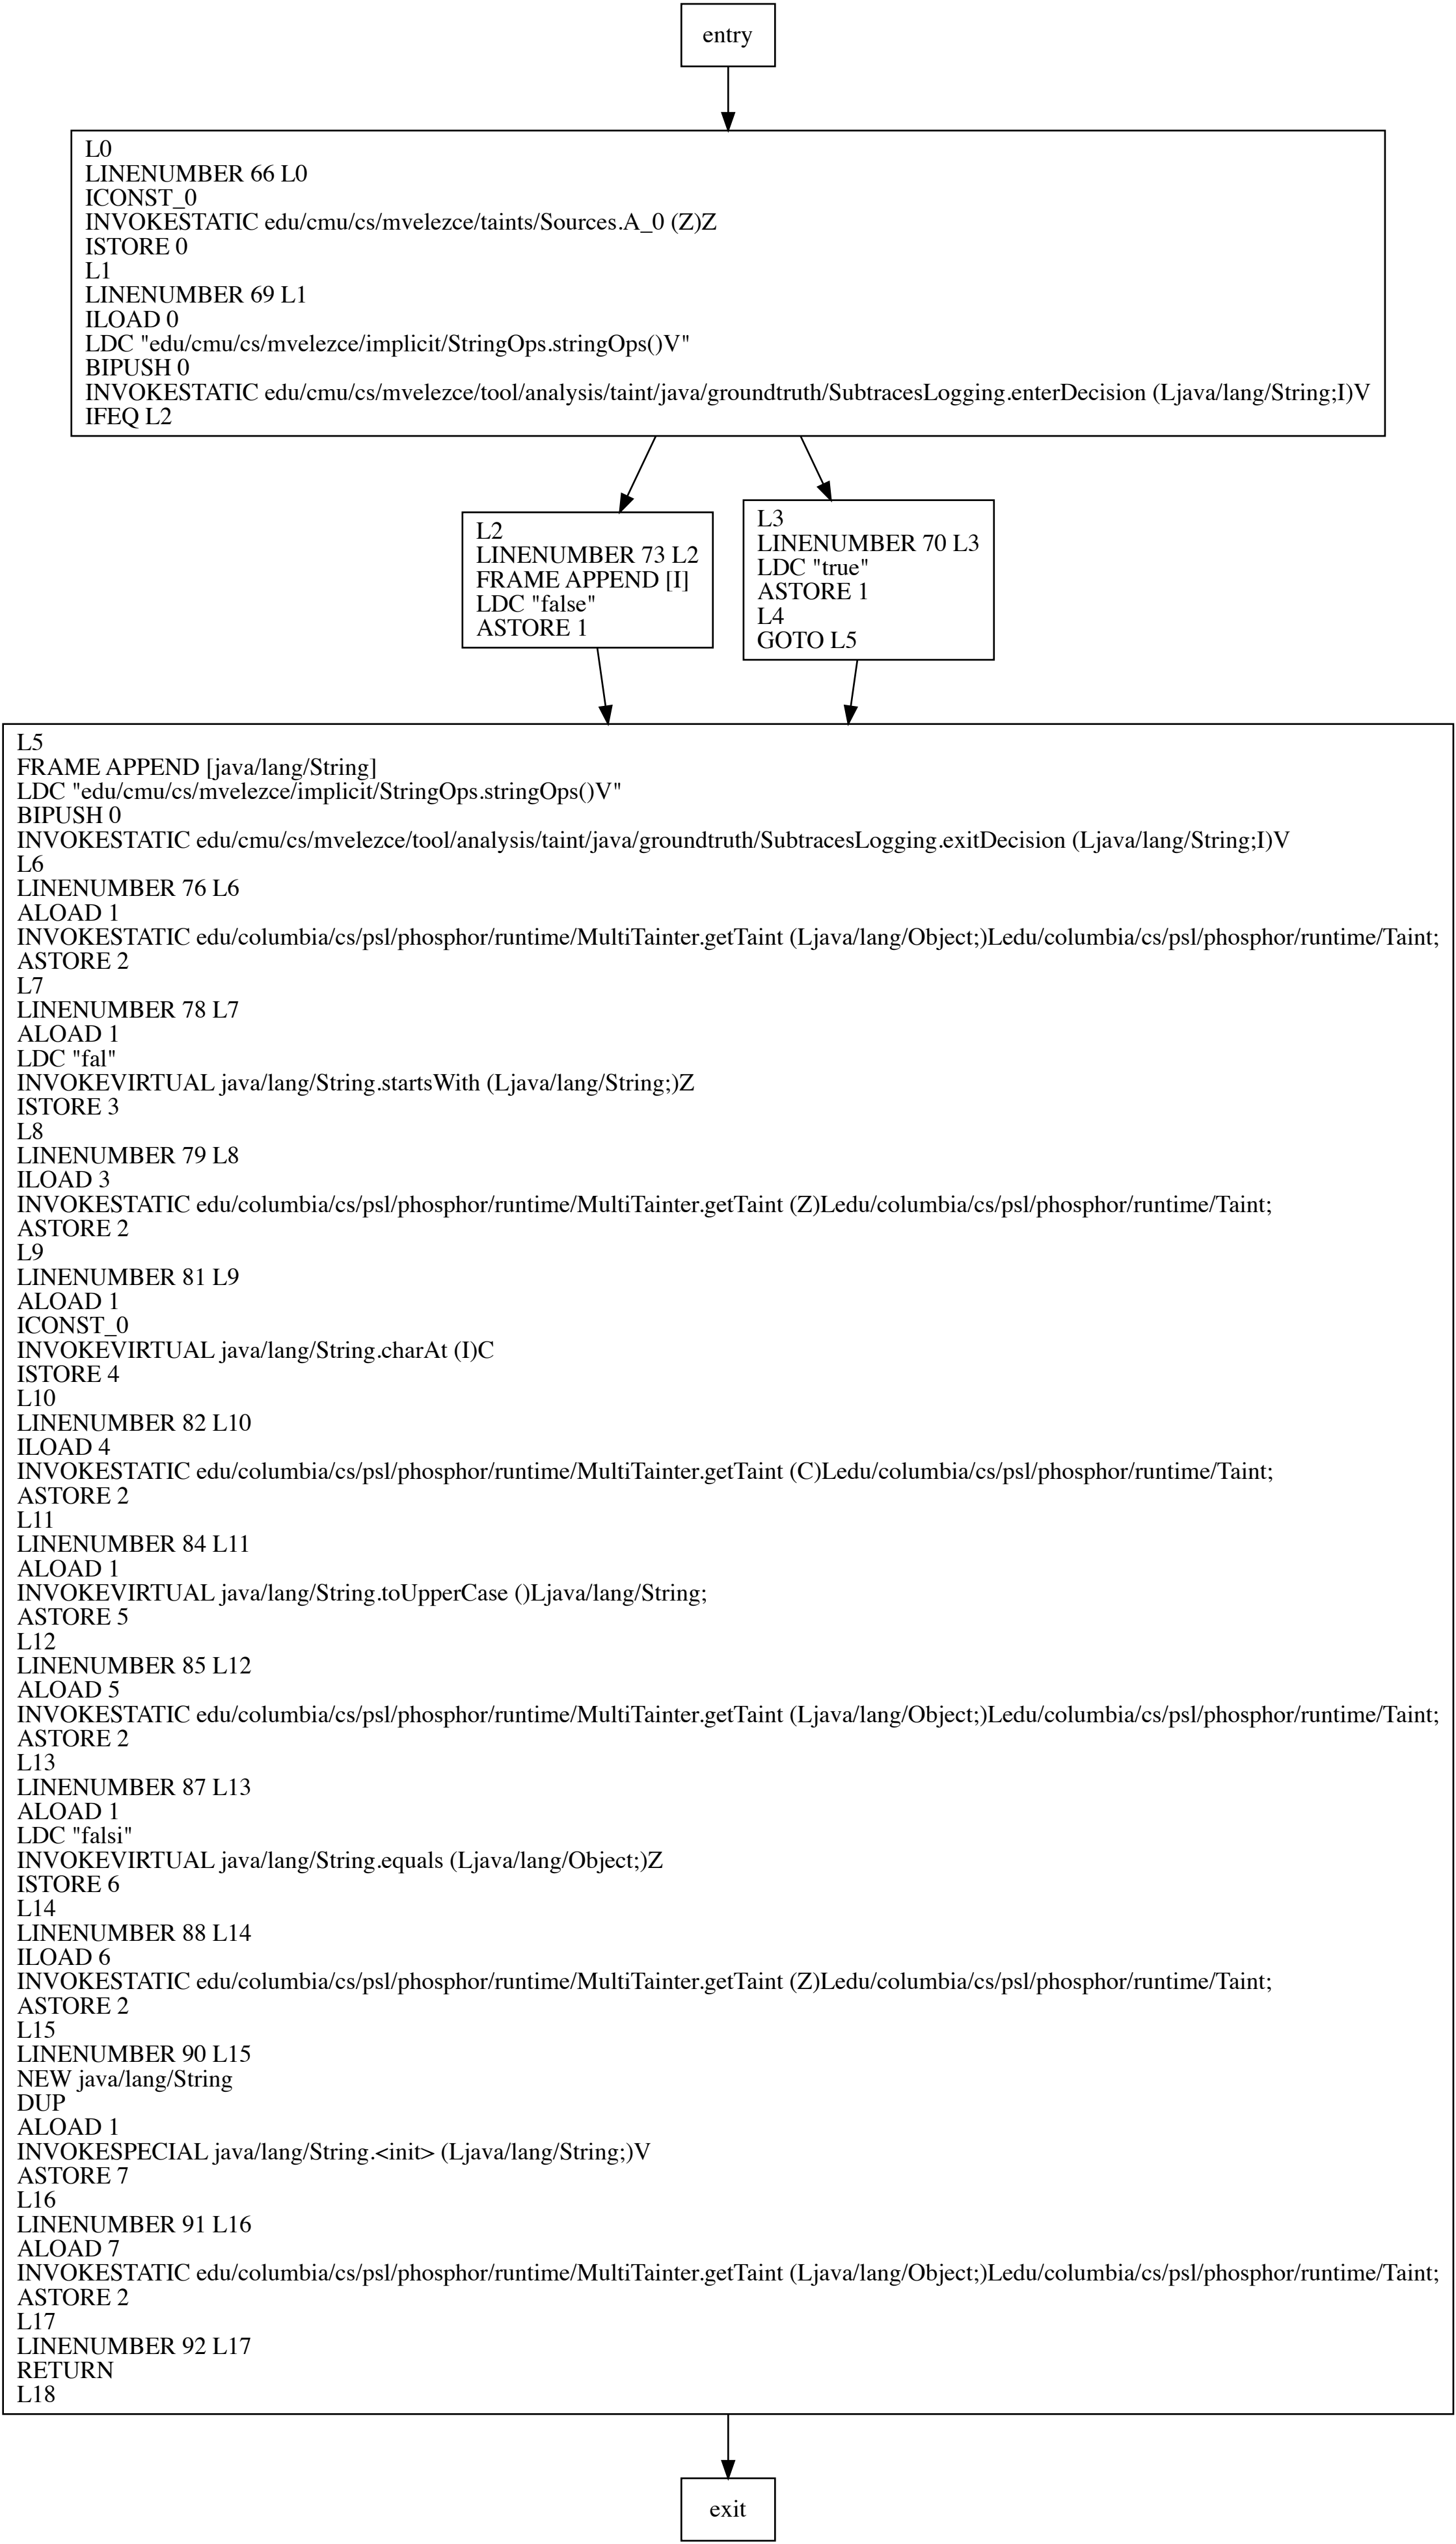 entry
L0
LINENUMBER 66 L0
ICONST_0
INVOKESTATIC edu/cmu/cs/mvelezce/taints/Sources.A_0 (Z)Z
ISTORE 0
L1
LINENUMBER 69 L1
ILOAD 0
LDC "edu/cmu/cs/mvelezce/implicit/StringOps.stringOps()V"
BIPUSH 0
INVOKESTATIC edu/cmu/cs/mvelezce/tool/analysis/taint/java/groundtruth/SubtracesLogging.enterDecision (Ljava/lang/String;I)V
IFEQ L2
L2
LINENUMBER 73 L2
FRAME APPEND [I]
LDC "false"
ASTORE 1
L3
LINENUMBER 70 L3
LDC "true"
ASTORE 1
L4
GOTO L5
L5
FRAME APPEND [java/lang/String]
LDC "edu/cmu/cs/mvelezce/implicit/StringOps.stringOps()V"
BIPUSH 0
INVOKESTATIC edu/cmu/cs/mvelezce/tool/analysis/taint/java/groundtruth/SubtracesLogging.exitDecision (Ljava/lang/String;I)V
L6
LINENUMBER 76 L6
ALOAD 1
INVOKESTATIC edu/columbia/cs/psl/phosphor/runtime/MultiTainter.getTaint (Ljava/lang/Object;)Ledu/columbia/cs/psl/phosphor/runtime/Taint;
ASTORE 2
L7
LINENUMBER 78 L7
ALOAD 1
LDC "fal"
INVOKEVIRTUAL java/lang/String.startsWith (Ljava/lang/String;)Z
ISTORE 3
L8
LINENUMBER 79 L8
ILOAD 3
INVOKESTATIC edu/columbia/cs/psl/phosphor/runtime/MultiTainter.getTaint (Z)Ledu/columbia/cs/psl/phosphor/runtime/Taint;
ASTORE 2
L9
LINENUMBER 81 L9
ALOAD 1
ICONST_0
INVOKEVIRTUAL java/lang/String.charAt (I)C
ISTORE 4
L10
LINENUMBER 82 L10
ILOAD 4
INVOKESTATIC edu/columbia/cs/psl/phosphor/runtime/MultiTainter.getTaint (C)Ledu/columbia/cs/psl/phosphor/runtime/Taint;
ASTORE 2
L11
LINENUMBER 84 L11
ALOAD 1
INVOKEVIRTUAL java/lang/String.toUpperCase ()Ljava/lang/String;
ASTORE 5
L12
LINENUMBER 85 L12
ALOAD 5
INVOKESTATIC edu/columbia/cs/psl/phosphor/runtime/MultiTainter.getTaint (Ljava/lang/Object;)Ledu/columbia/cs/psl/phosphor/runtime/Taint;
ASTORE 2
L13
LINENUMBER 87 L13
ALOAD 1
LDC "falsi"
INVOKEVIRTUAL java/lang/String.equals (Ljava/lang/Object;)Z
ISTORE 6
L14
LINENUMBER 88 L14
ILOAD 6
INVOKESTATIC edu/columbia/cs/psl/phosphor/runtime/MultiTainter.getTaint (Z)Ledu/columbia/cs/psl/phosphor/runtime/Taint;
ASTORE 2
L15
LINENUMBER 90 L15
NEW java/lang/String
DUP
ALOAD 1
INVOKESPECIAL java/lang/String.<init> (Ljava/lang/String;)V
ASTORE 7
L16
LINENUMBER 91 L16
ALOAD 7
INVOKESTATIC edu/columbia/cs/psl/phosphor/runtime/MultiTainter.getTaint (Ljava/lang/Object;)Ledu/columbia/cs/psl/phosphor/runtime/Taint;
ASTORE 2
L17
LINENUMBER 92 L17
RETURN
L18
exit